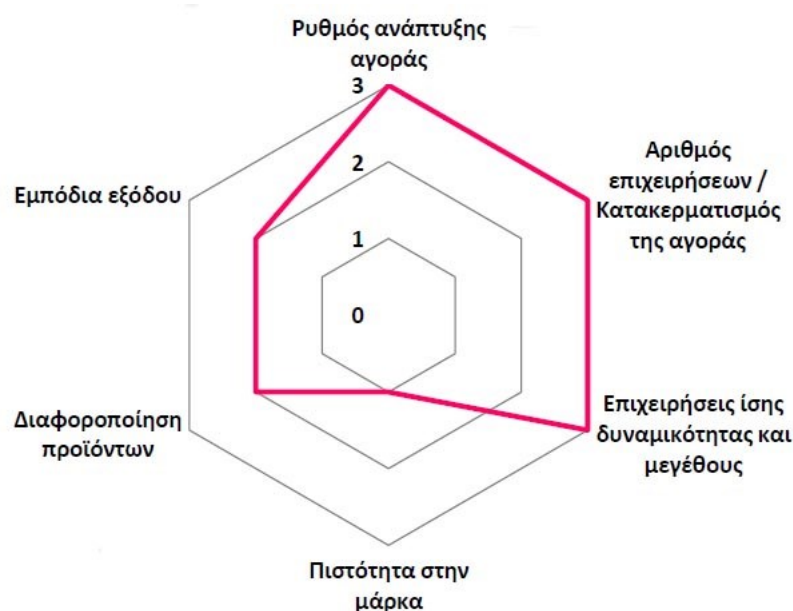 Ρυθμός ανάπτυξης
αγοράς
3
2
1
0
Αριθμός
επιχειρήσεων /
Κατακερματισμός
της αγοράς
Επιχειρήσεις ίσης
δυναμικότητας και
μεγέθους
Πιστότητα στην
μάρκα
Διαφοροποίηση
προϊόντων
Εμπόδια εξόδου